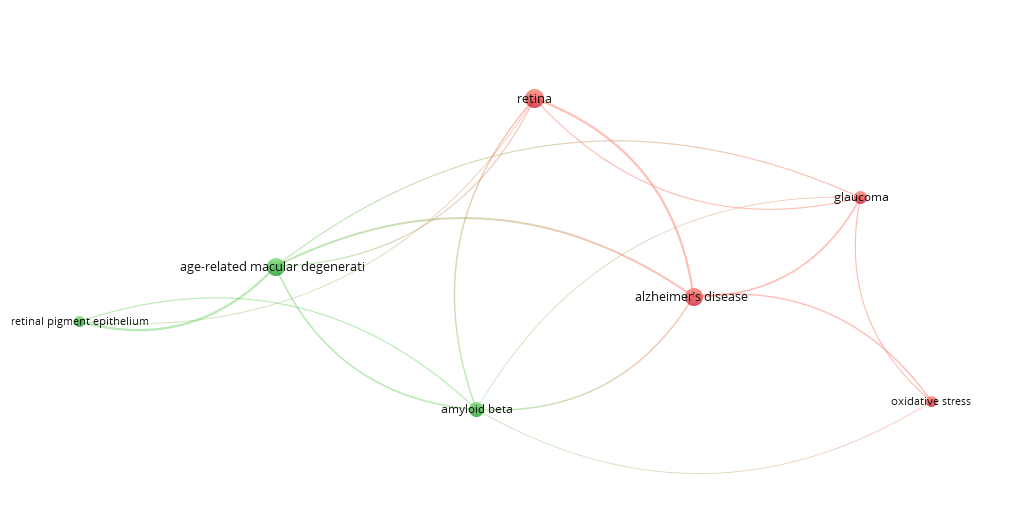 retina
glaucoma
age-related macular degenerati
alzheimer's disease
retinal pigment epithelium
oxidative stress
amyloid beta